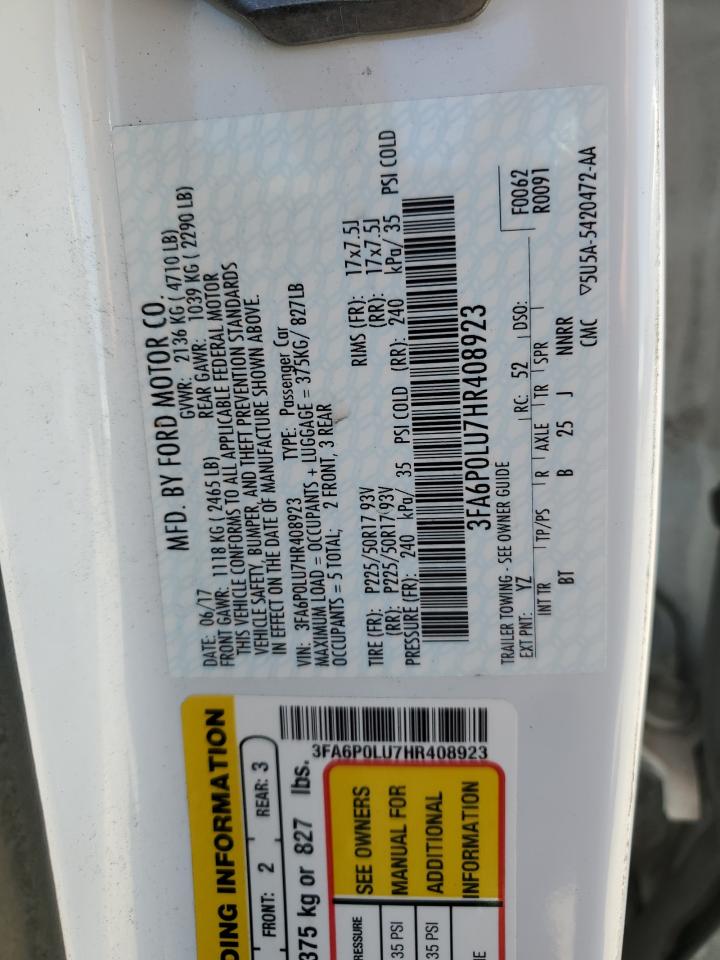 MFD. BY FORD MOTOR CO.
DATE: 06/17 GVWR: 2136 KG ( 4710 LB)
FRONT GAWR: 1118 KG ( 2465 LB) REAR GAWR: 1039 KG ( 2290 LB)
THIS VEHICLE CONFORMS TO ALL APPLICABLE FEDERAL MOTOR
VEHICLE SAFETY, BUMPER, AND THEFT PREVENTION STANDARDS
IN EFFECT ON THE DATE OF MANUFACTURE SHOWN ABOVE.
VIN: 3FA6P0LU7HR408923 TYPE: Passenger Car
MAXIMUM LOAD = OCCUPANTS + LUGGAGE = 375KG/ 827LB
OCCUPANTS = 5 TOTAL; 2 FRONT, 3 REAR
TIRE (FR): P225/50R17 93V RIMS (FR): 17x7.5J
(RR): P225/50R17 93V (RR): 17x7.5J
PRESSURE (FR): 240 kPa/ 35 PSI COLD (RR): 240 kPa/ 35 PSI COLD
3FA6P0LU7HR408923
TRAILER TOWING - SEE OWNER GUIDE F0062
EXT PNT: YZ RC: 52 DSO: R0091
INT TR TP/PS R AXLE TR SPR
BT B 25 J NNRR
CMC ▽5U5A-5420472-AA
DING INFORMATION
FRONT: 2 REAR: 3
375 kg or 827 lbs.
3FA6P0LU7HR408923
RESSURE SEE OWNERS
35 PSI MANUAL FOR
35 PSI ADDITIONAL
INFORMATION